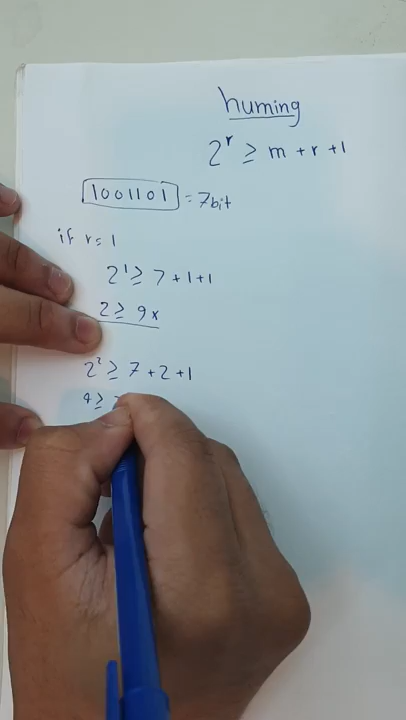 huming
2^r ≥ m + r + 1
1001101 = 7bit
if r = 1
2^1 ≥ 7 + 1 + 1
2 ≥ 9 x
2^2 ≥ 7 + 2 + 1
4 ≥